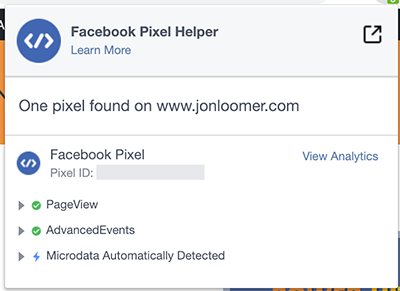 Facebook Pixel Helper
Learn More
One pixel found on www.jonloomer.com
Facebook Pixel
View Analytics
Pixel ID:
PageView
AdvancedEvents
Microdata Automatically Detected